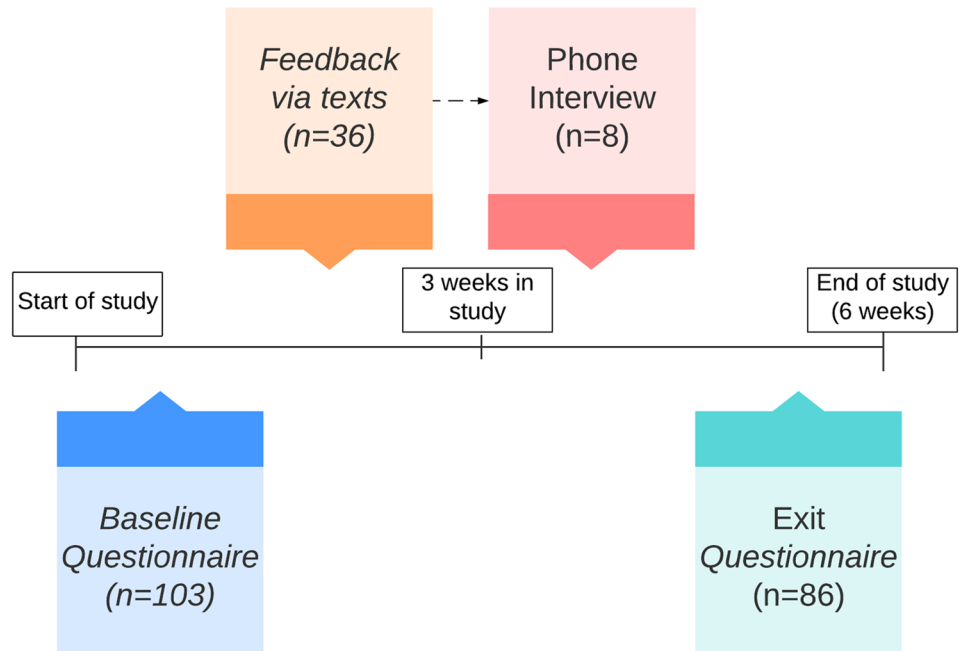 Feedback
via texts
(n=36)
Phone
Interview
(n=8)
Start of study
3 weeks in
study
End of study
(6 weeks)
Baseline
Questionnaire
(n=103)
Exit
Questionnaire
(n=86)